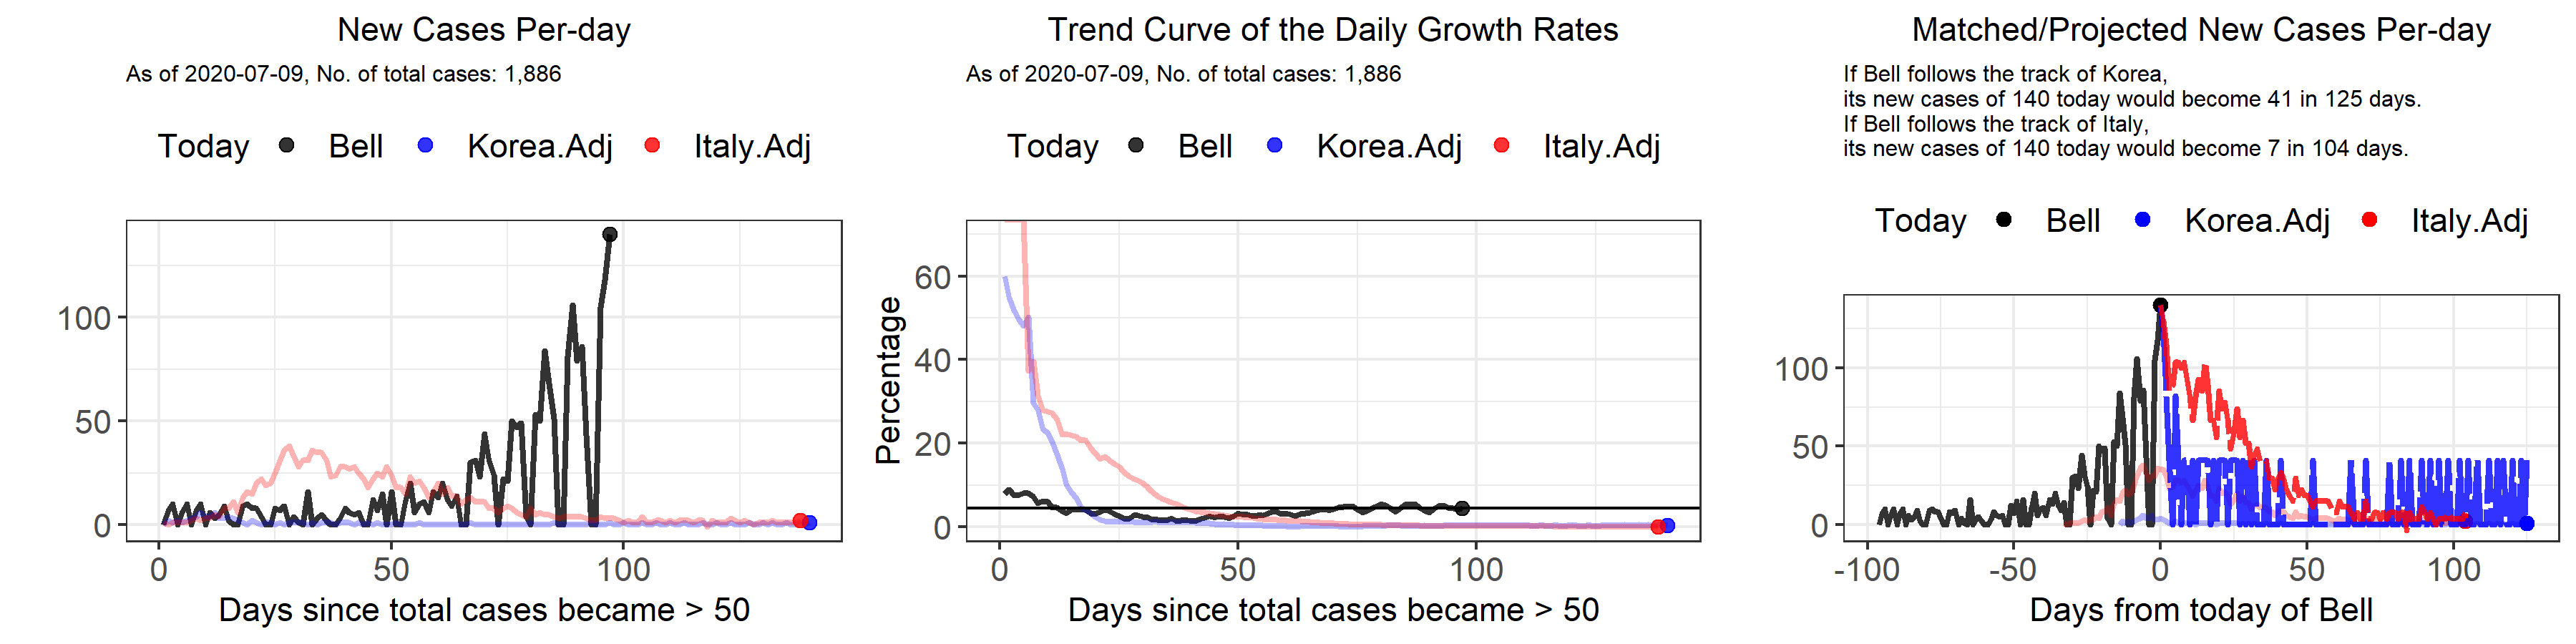 New Cases Per-day
As of 2020-07-09, No. of total cases: 1,886
Today Bell Korea.Adj Italy.Adj
100
50
0
0 50 100
Days since total cases became > 50
Trend Curve of the Daily Growth Rates
As of 2020-07-09, No. of total cases: 1,886
Today Bell Korea.Adj Italy.Adj
Percentage
60
40
20
0
0 50 100
Days since total cases became > 50
Matched/Projected New Cases Per-day
If Bell follows the track of Korea,
its new cases of 140 today would become 41 in 125 days.
If Bell follows the track of Italy,
its new cases of 140 today would become 7 in 104 days.
Today Bell Korea.Adj Italy.Adj
100
50
0
-100 -50 0 50 100
Days from today of Bell